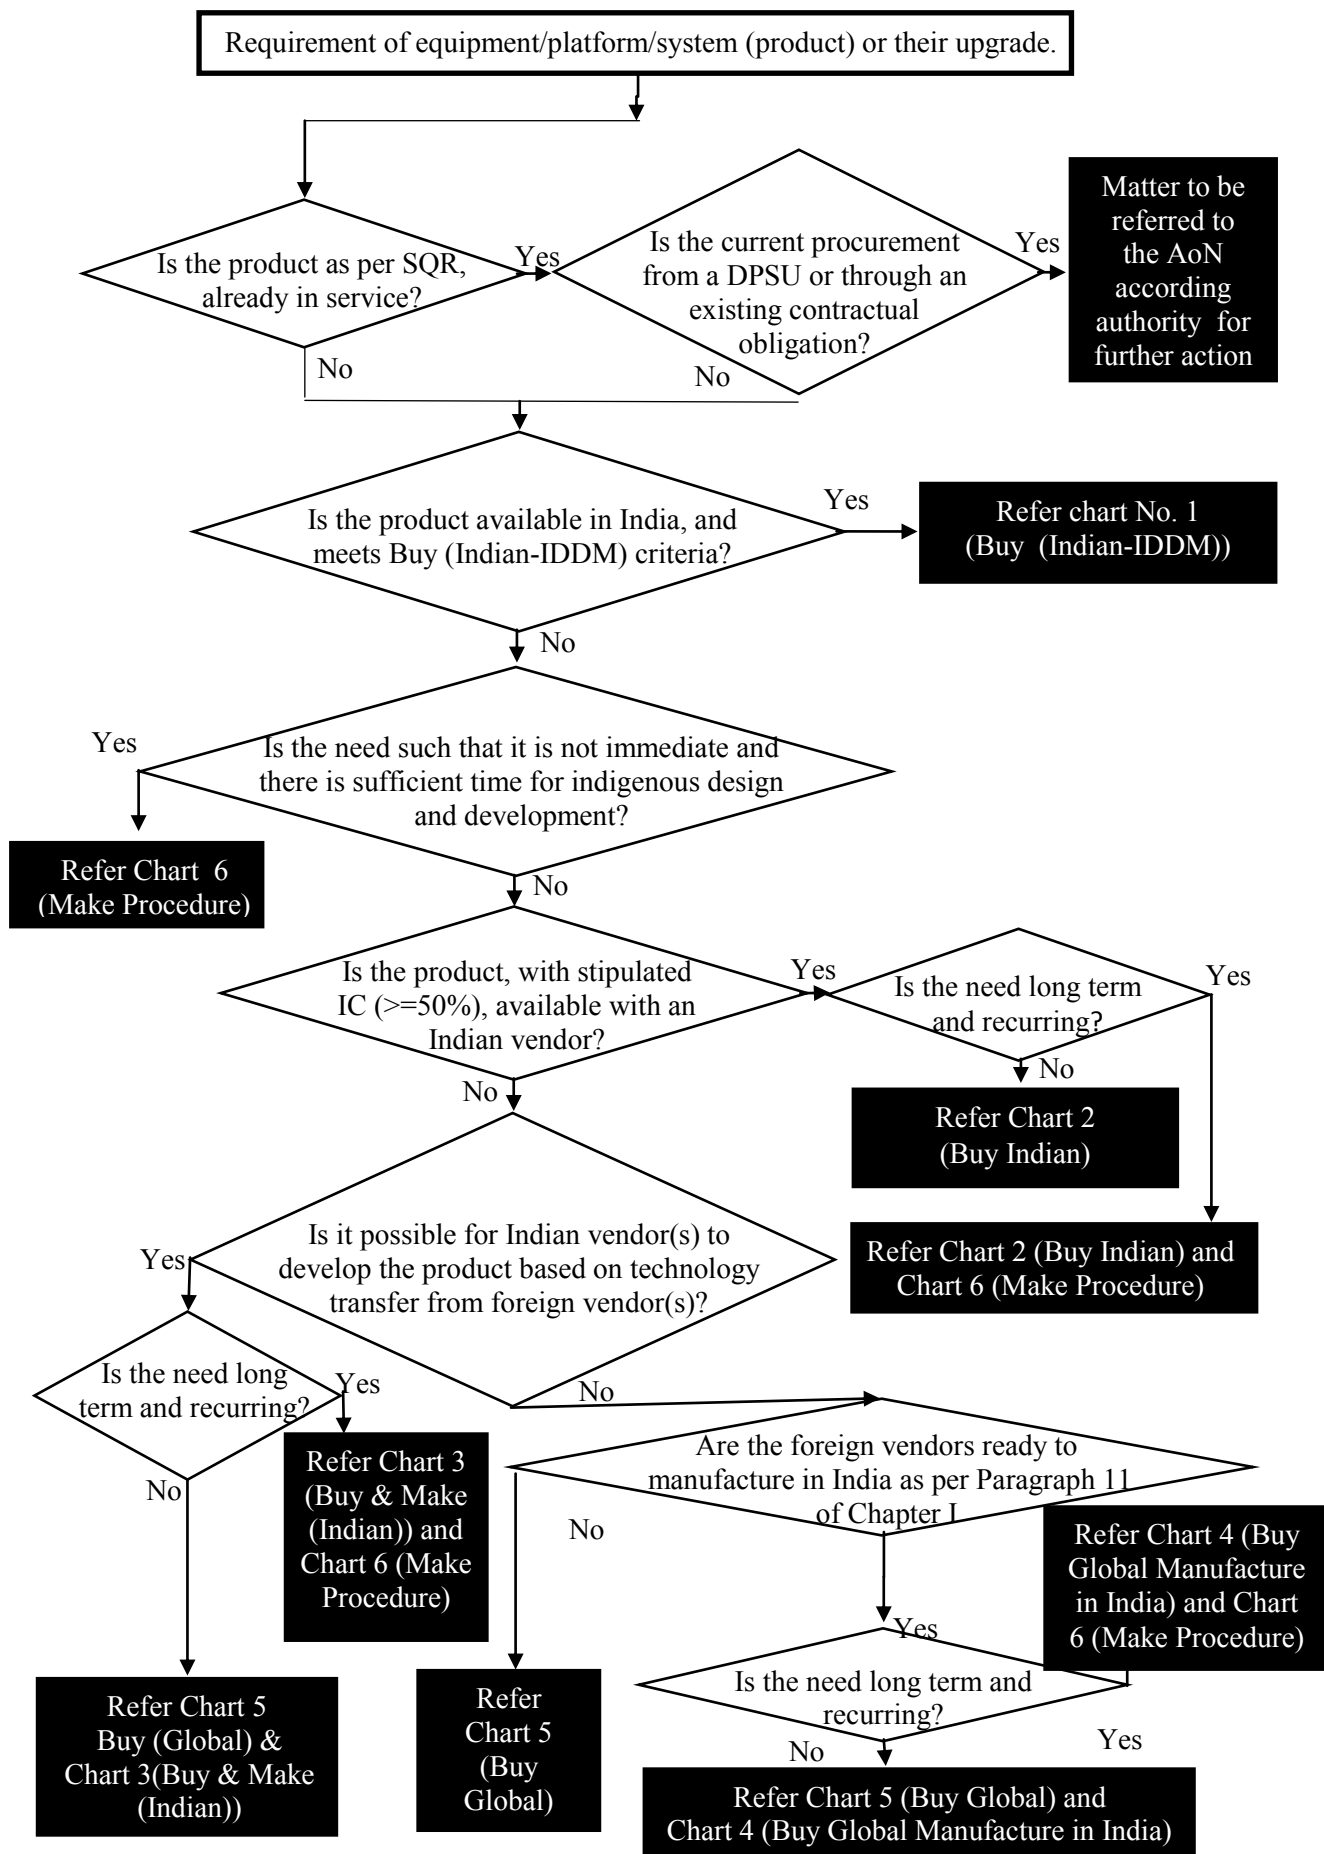 Requirement of equipment/platform/system (product) or their upgrade.
Is the product as per SQR,
already in service?
Yes
No
Is the current procurement
from a DPSU or through an
existing contractual
obligation?
Yes
No
Matter to be
referred to
the AoN
according
authority for
further action
Is the product available in India, and
meets Buy (Indian-IDDM) criteria?
Yes
Refer chart No. 1
(Buy (Indian-IDDM))
No
Is the need such that it is not immediate and
there is sufficient time for indigenous design
and development?
Yes
Refer Chart 6
(Make Procedure)
No
Is the product, with stipulated
IC (>=50%), available with an
Indian vendor?
Yes
Is the need long term
and recurring?
Yes
No
No
Refer Chart 2
(Buy Indian)
Refer Chart 2 (Buy Indian) and
Chart 6 (Make Procedure)
Is it possible for Indian vendor(s) to
develop the product based on technology
transfer from foreign vendor(s)?
Yes
Is the need long
term and recurring?
Yes
No
No
Refer Chart 3
(Buy & Make
(Indian)) and
Chart 6 (Make
Procedure)
Are the foreign vendors ready to
manufacture in India as per Paragraph 11
of Chapter I
No
Yes
Refer Chart 4 (Buy
Global Manufacture
in India) and Chart
6 (Make Procedure)
Is the need long term and
recurring?
No
Yes
Refer Chart 5
Buy (Global) &
Chart 3(Buy & Make
(Indian))
Refer
Chart 5
(Buy
Global)
Refer Chart 5 (Buy Global) and
Chart 4 (Buy Global Manufacture in India)